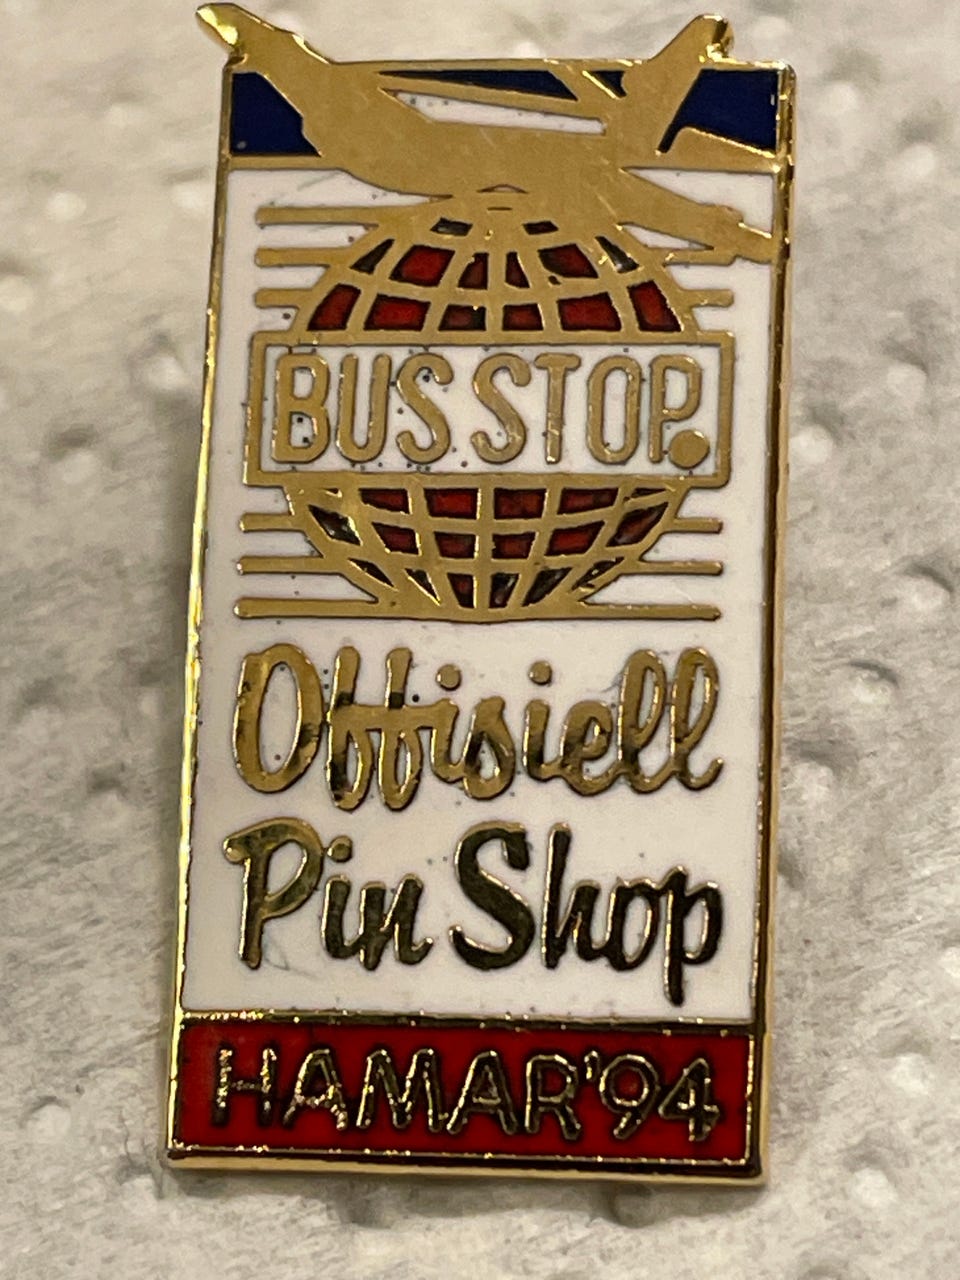 BUS STOP.
Offisiell
Pin Shop
HAMAR'94